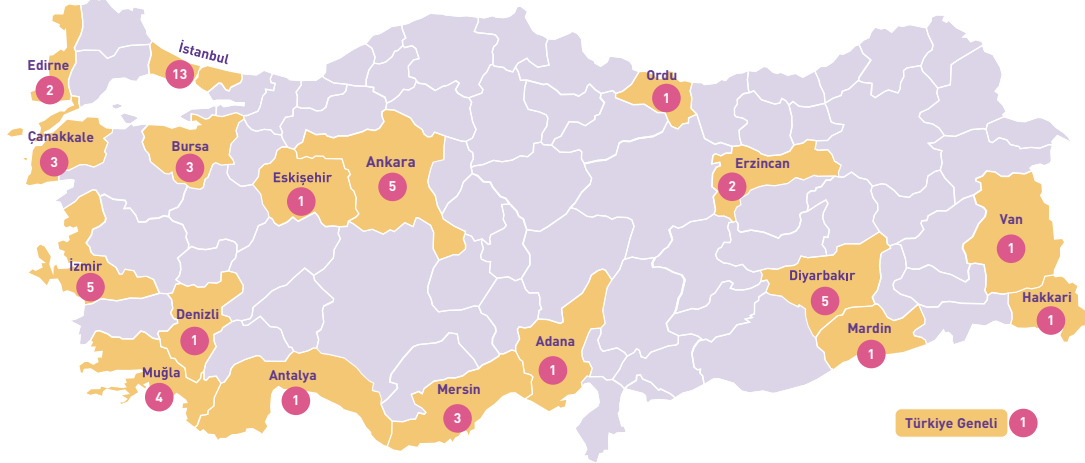 İstanbul
13
Edirne
2
Ordu
1
Çanakkale
3
Bursa
3
Ankara
5
Eskişehir
1
Erzincan
2
Van
1
İzmir
5
Diyarbakır
5
Hakkari
1
Denizli
1
Mardin
1
Adana
1
Muğla
4
Antalya
1
Mersin
3
Türkiye Geneli 1